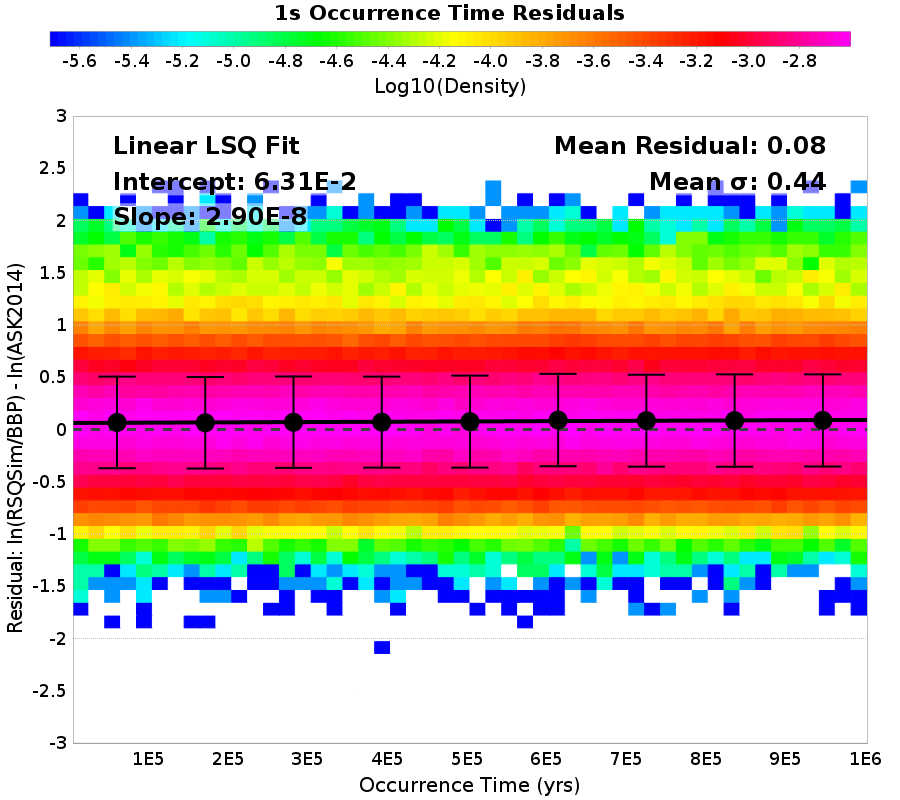 1s Occurrence Time Residuals
-5.6 -5.4 -5.2 -5.0 -4.8 -4.6 -4.4 -4.2 -4.0 -3.8 -3.6 -3.4 -3.2 -3.0 -2.8
Log10(Density)
Linear LSQ Fit
Intercept: 6.31E-2
Slope: 2.90E-8
Mean Residual: 0.08
Mean σ: 0.44
Residual: ln(RSQSim/BBP) - ln(ASK2014)
3
2.5
2
1.5
1
0.5
0
-0.5
-1
-1.5
-2
-2.5
-3
1E5 2E5 3E5 4E5 5E5 6E5 7E5 8E5 9E5 1E6
Occurrence Time (yrs)